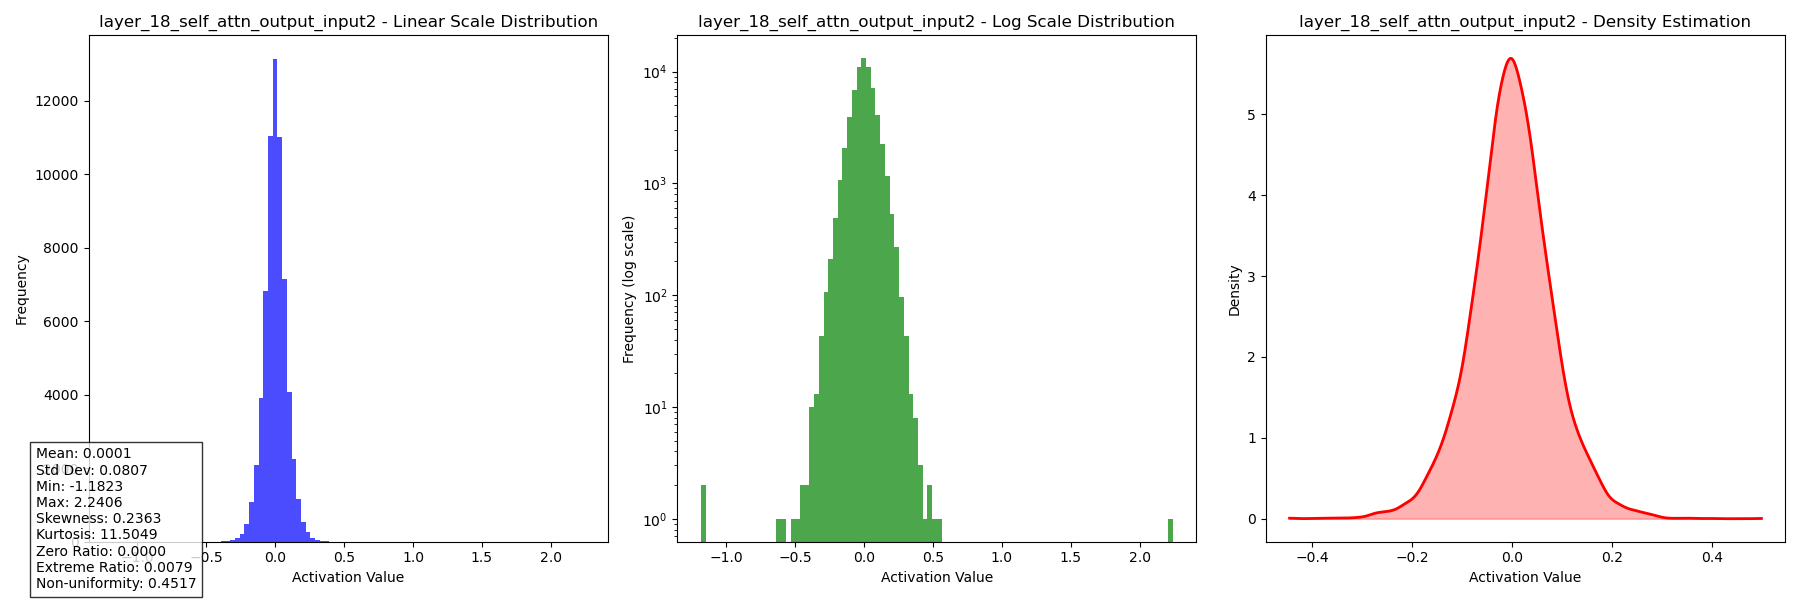 layer_18_self_attn_output_input2 - Linear Scale Distribution
Frequency
12000
10000
8000
6000
4000
0
−0.5
0.0
0.5
1.0
1.5
2.0
Activation Value
Mean: 0.0001
Std Dev: 0.0807
Min: -1.1823
Max: 2.2406
Skewness: 0.2363
Kurtosis: 11.5049
Zero Ratio: 0.0000
Extreme Ratio: 0.0079
Non-uniformity: 0.4517
layer_18_self_attn_output_input2 - Log Scale Distribution
Frequency (log scale)
10⁴
10³
10²
10¹
10⁰
−1.0
−0.5
0.0
0.5
1.0
1.5
2.0
Activation Value
layer_18_self_attn_output_input2 - Density Estimation
Density
5
4
3
2
1
0
−0.4
−0.2
0.0
0.2
0.4
Activation Value